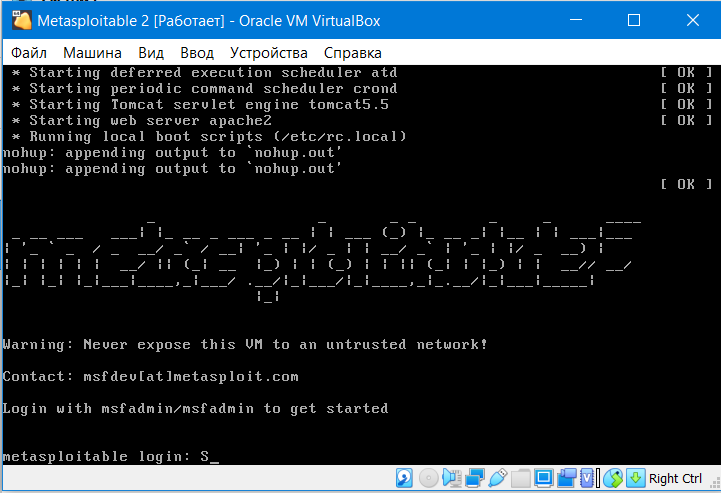 Metasploitable 2 [Работает] - Oracle VM VirtualBox
Файл Машина Вид Ввод Устройства Справка
* Starting deferred execution scheduler atd [ OK ]
* Starting periodic command scheduler crond [ OK ]
* Starting Tomcat servlet engine tomcat5.5 [ OK ]
* Starting web server apache2 [ OK ]
* Running local boot scripts (/etc/rc.local)
nohup: appending output to `nohup.out'
nohup: appending output to `nohup.out'
[ OK ]
metasploitable2
Warning: Never expose this VM to an untrusted network!
Contact: msfdev[at]metasploit.com
Login with msfadmin/msfadmin to get started
metasploitable login: S_
Right Ctrl